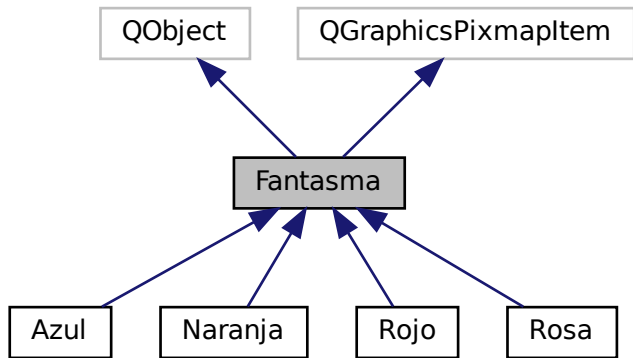 QObject
QGraphicsPixmapItem
Fantasma
Azul
Naranja
Rojo
Rosa